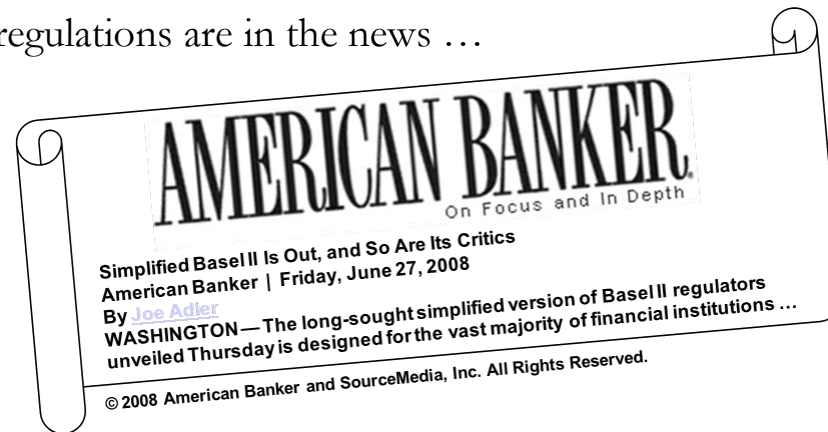 regulations are in the news …
AMERICAN BANKER.
On Focus and In Depth
Simplified Basel II Is Out, and So Are Its Critics
American Banker | Friday, June 27, 2008
By Joe Adler
WASHINGTON — The long-sought simplified version of Basel II regulators
unveiled Thursday is designed for the vast majority of financial institutions …
© 2008 American Banker and SourceMedia, Inc. All Rights Reserved.